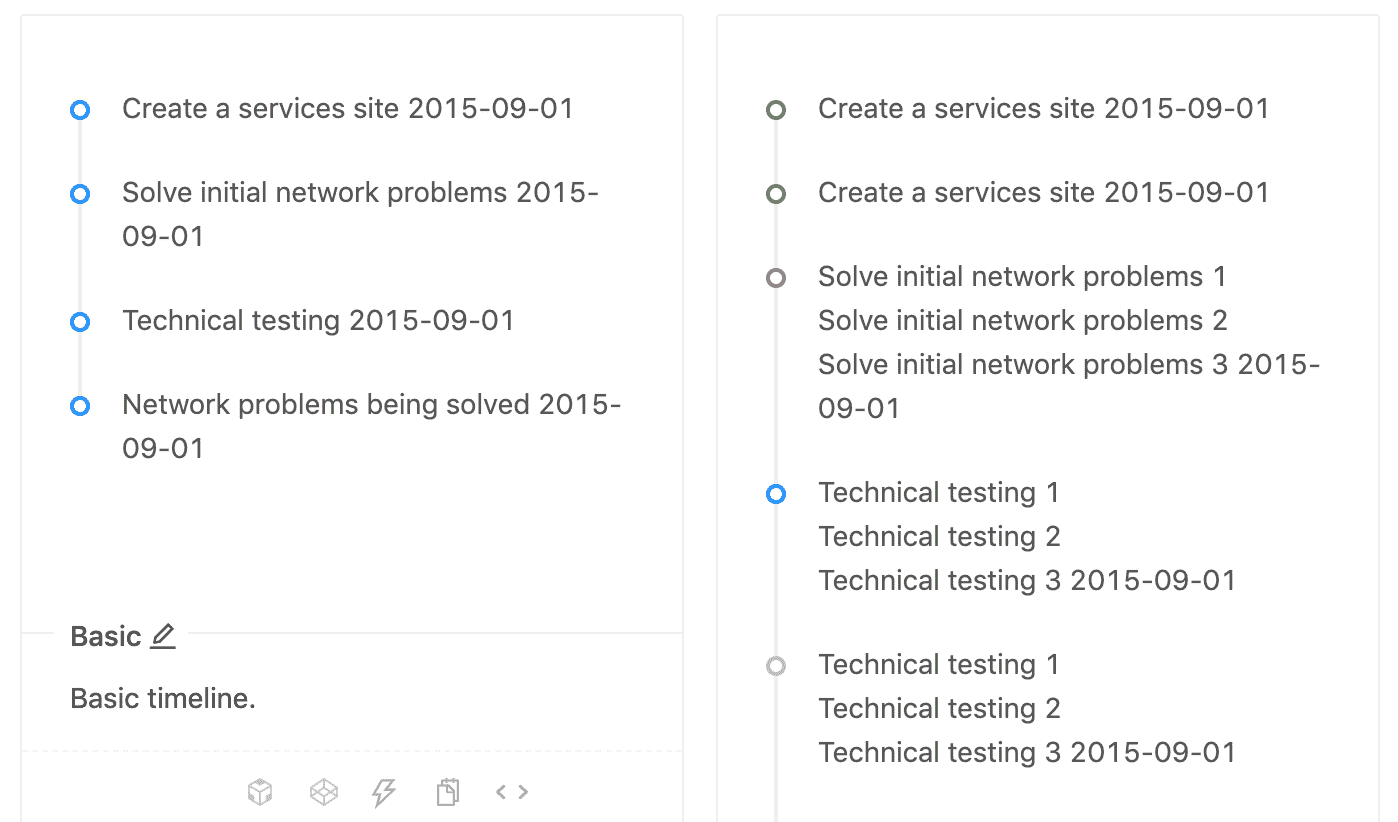 Create a services site 2015-09-01
Solve initial network problems 2015-
09-01
Technical testing 2015-09-01
Network problems being solved 2015-
09-01
Basic
Basic timeline.
Create a services site 2015-09-01
Create a services site 2015-09-01
Solve initial network problems 1
Solve initial network problems 2
Solve initial network problems 3 2015-
09-01
Technical testing 1
Technical testing 2
Technical testing 3 2015-09-01
Technical testing 1
Technical testing 2
Technical testing 3 2015-09-01